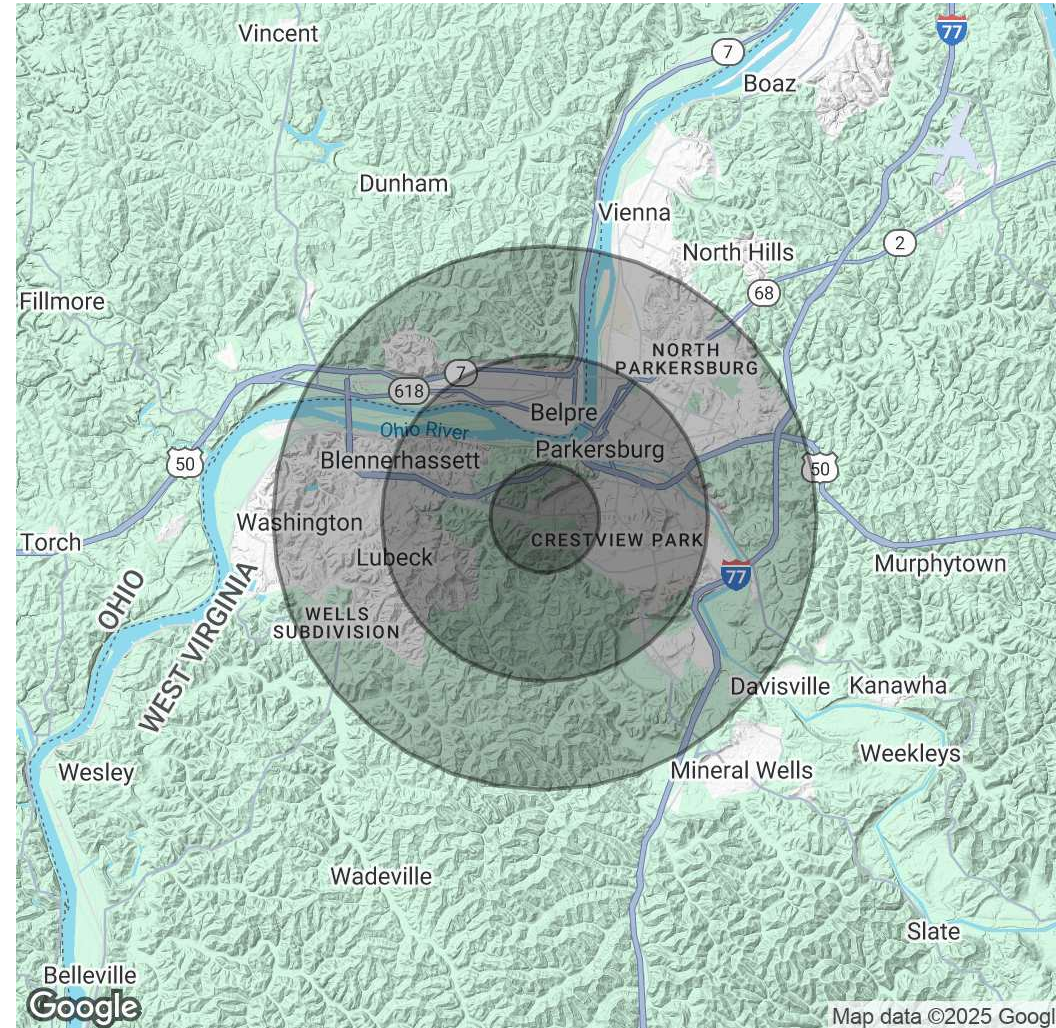 Vincent
77
7
Boaz
Dunham
Vienna
2
North Hills
Fillmore
68
NORTH
PARKERSBURG
7
618
Belpre
Ohio River
Parkersburg
Blennerhassett
50
50
Washington
Torch
CRESTVIEW PARK
Lubeck
Murphytown
77
OHIO
WEST VIRGINIA
WELLS
SUBDIVISION
Davisville
Kanawha
Weekleys
Wesley
Mineral Wells
Wadeville
Slate
Belleville
Google
Map data ©2025 Googl